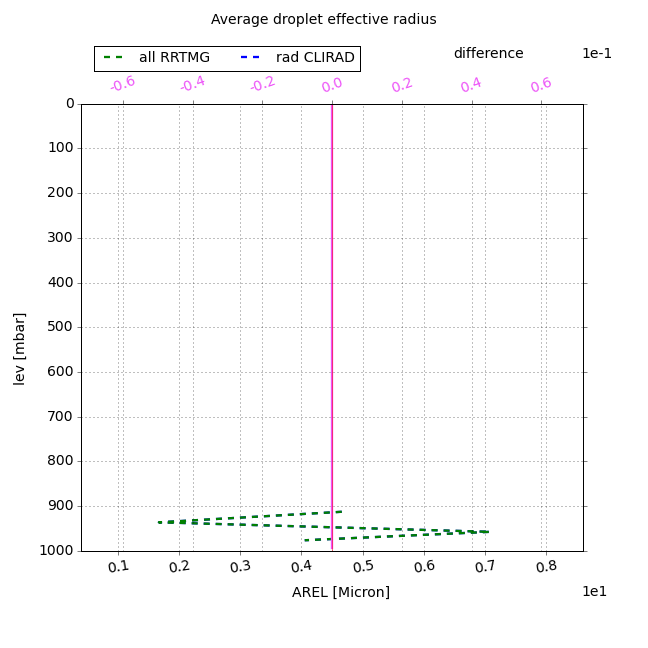 Average droplet effective radius
all RRTMG rad CLIRAD difference 1e-1
-0.6 -0.4 -0.2 0.0 0.2 0.4 0.6
0
100
200
300
400
500
600
700
800
900
1000
lev [mbar]
0.1 0.2 0.3 0.4 0.5 0.6 0.7 0.8
AREL [Micron] 1e1